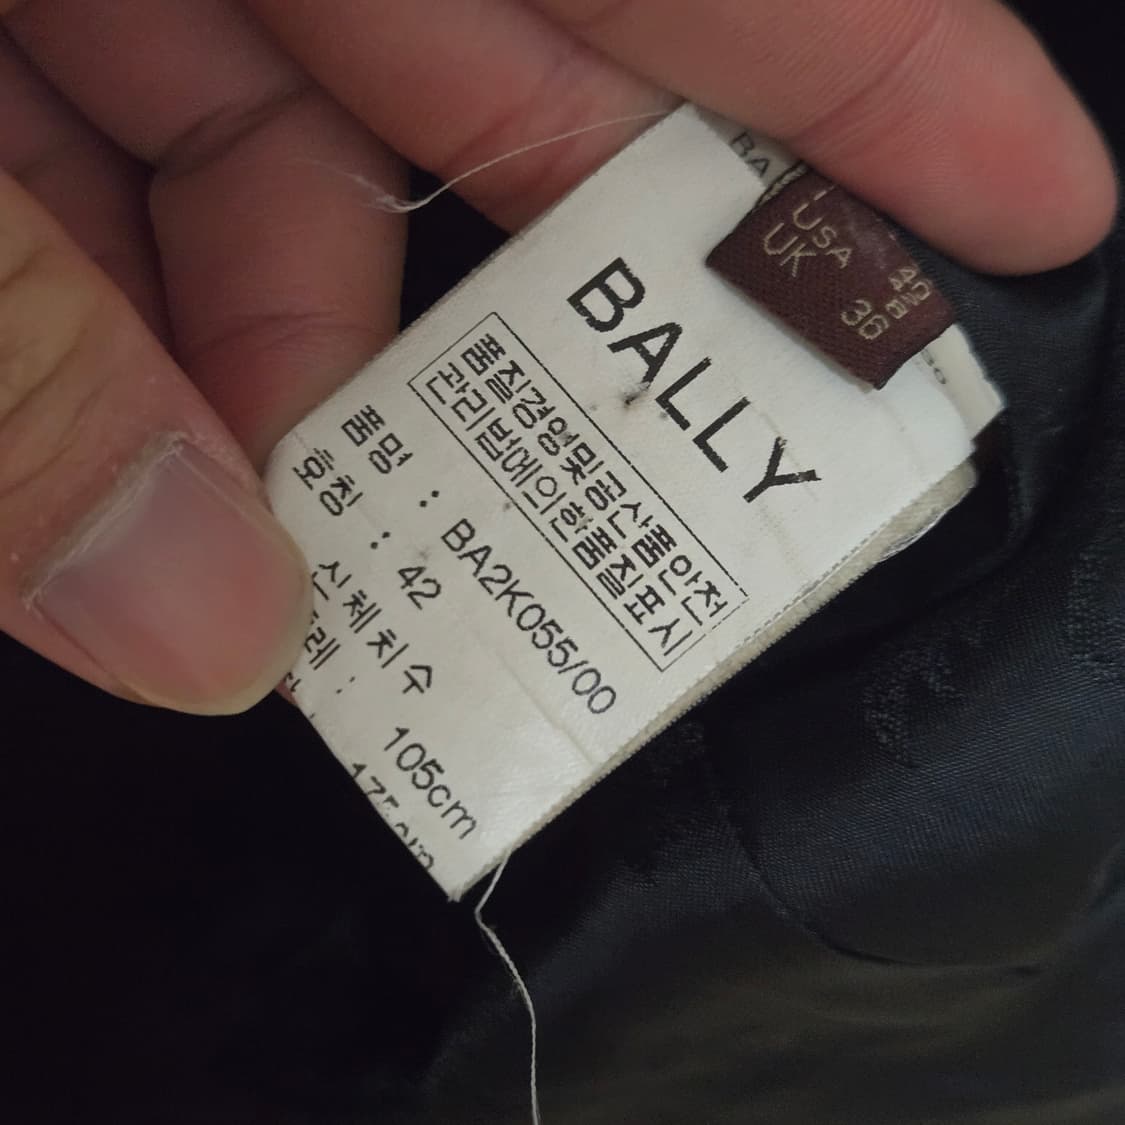 BALLY
품질경영및공산품안전
관리법에의한품질표시
품명 : BA2K055/00
호칭 : 42
신체치수
105cm
BA
USA
UK 36